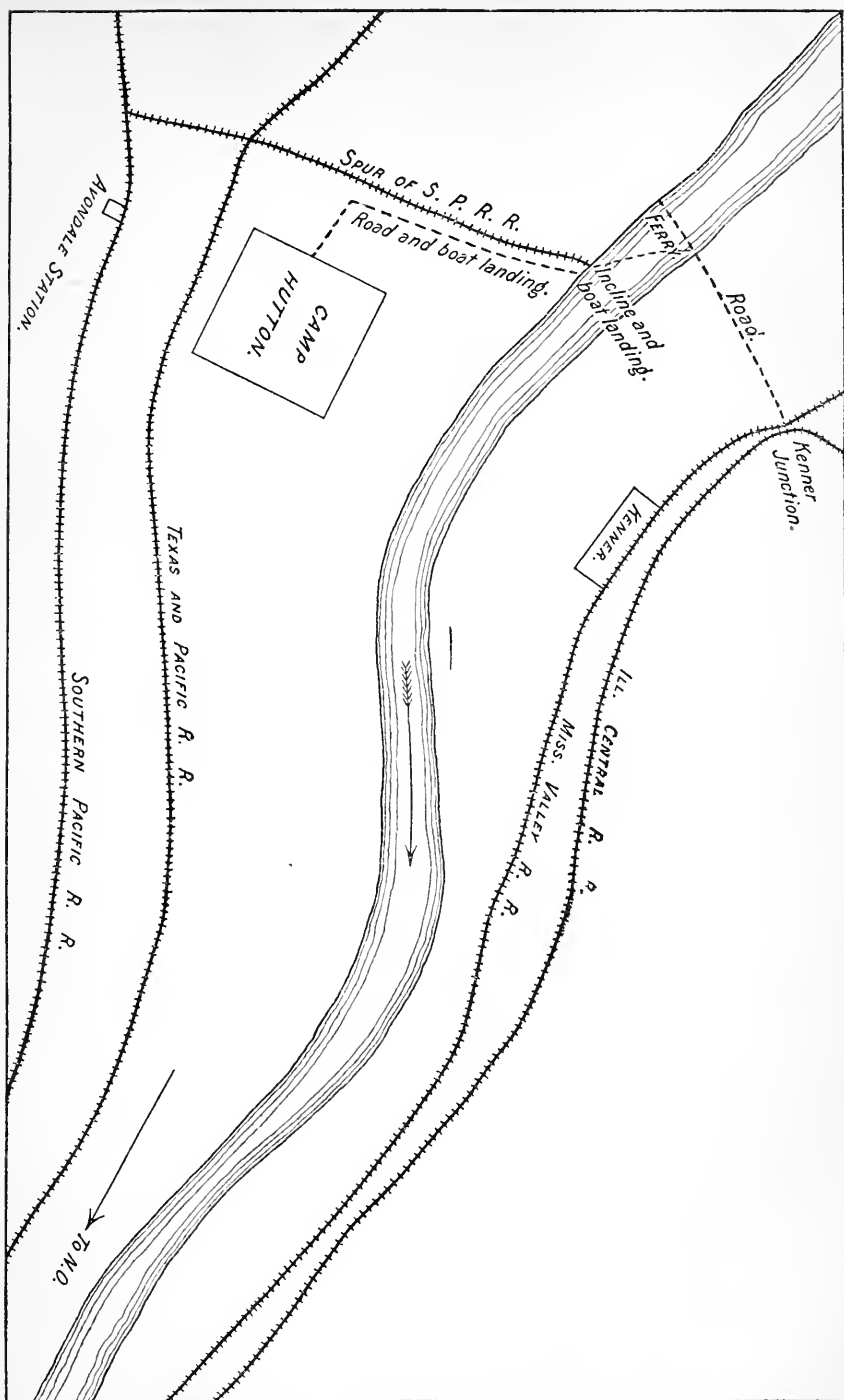 SPUR OF S. P. R. R.
Road and boat landing.
FERRY
Incline and
boat landing.
Road.
Kenner
Junction.
KENNER.
CAMP
HUTTON.
AVONDALE STATION.
TEXAS AND PACIFIC R. R.
SOUTHERN PACIFIC R. R.
ILL. CENTRAL R. R.
MISS. VALLEY R. R.
TO N.O.